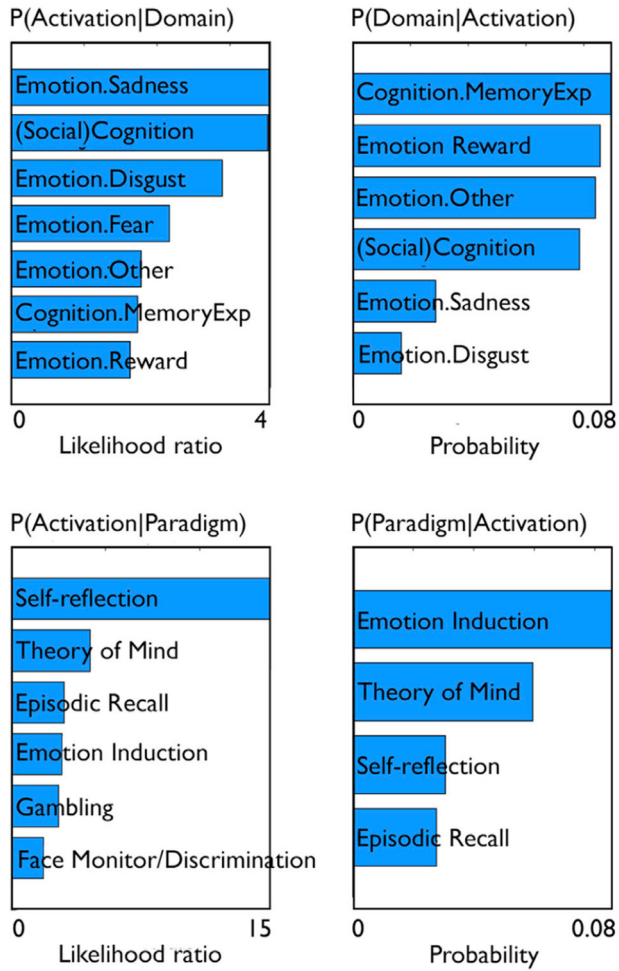 P(Activation|Domain)
Emotion.Sadness
(Social)Cognition
Emotion.Disgust
Emotion.Fear
Emotion.Other
Cognition.MemoryExp
Emotion.Reward
0 4
Likelihood ratio
P(Domain|Activation)
Cognition.MemoryExp
Emotion Reward
Emotion.Other
(Social)Cognition
Emotion.Sadness
Emotion.Disgust
0 0.08
Probability
P(Activation|Paradigm)
Self-reflection
Theory of Mind
Episodic Recall
Emotion Induction
Gambling
Face Monitor/Discrimination
0 15
Likelihood ratio
P(Paradigm|Activation)
Emotion Induction
Theory of Mind
Self-reflection
Episodic Recall
0 0.08
Probability